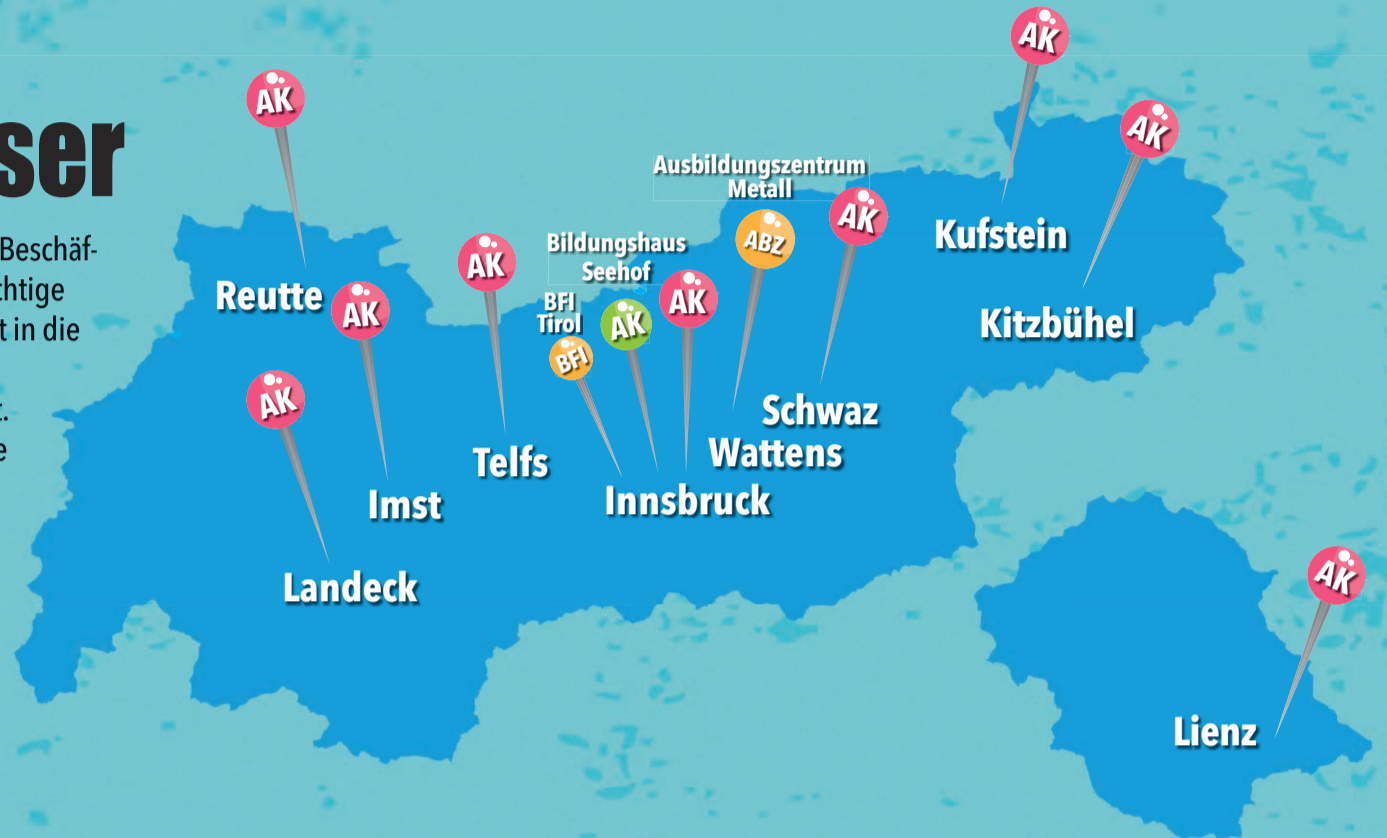 ser
Beschäf-
chtige
t in die
t.
e
AK
Reutte
AK
Imst
AK
Landeck
AK
Telfs
BFI
Tirol
BFI
Bildungshaus
Seehof
AK
AK
Innsbruck
Ausbildungszentrum
Metall
ABZ
Wattens
AK
Schwaz
AK
Kufstein
AK
Kitzbühel
AK
Lienz